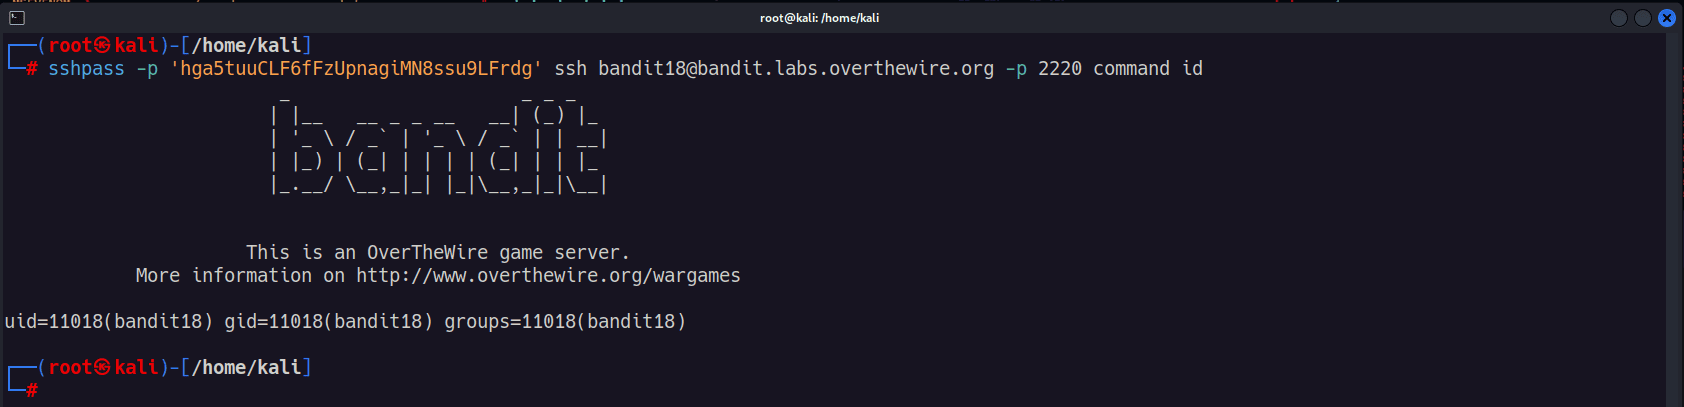 root@kali: /home/kali
┌──(root㉿kali)-[/home/kali]
└─# sshpass -p 'hga5tuuCLF6fFzUpnagiMN8ssu9LFrdg' ssh bandit18@bandit.labs.overthewire.org -p 2220 command id
                         _                     _ _ _
                        | |__   __ _ _ __   __| (_) |_
                        | '_ \ / _` | '_ \ / _` | | __|
                        | |_) | (_| | | | | (_| | | |_
                        |_.__/ \__,_|_| |_|\__,_|_|\__|
This is an OverTheWire game server.
More information on http://www.overthewire.org/wargames
uid=11018(bandit18) gid=11018(bandit18) groups=11018(bandit18)
┌──(root㉿kali)-[/home/kali]
└─#